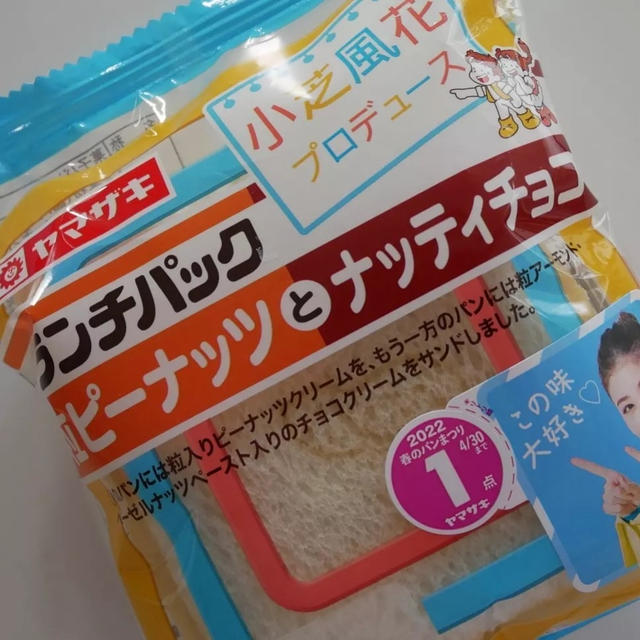 小芝風花
プロデュース
ヤマザキ
ランチパック
粒ピーナッツとナッティチョコ
パンには粒入りピーナッツクリームを、もう一方のパンには粒アーモンド・
ーゼルナッツペースト入りのチョコクリームをサンドしました。
2022
春のパンまつり
4/30まで
1点
ヤマザキ
この味
大好き♡